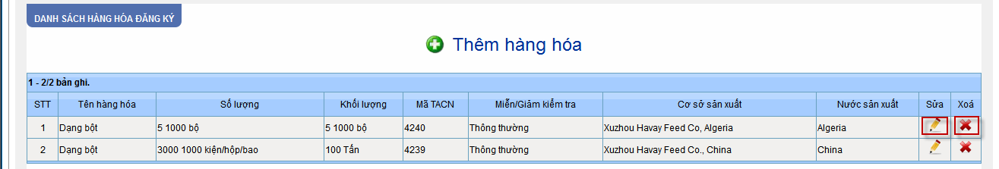 DANH SÁCH HÀNG HÓA ĐĂNG KÝ
Thêm hàng hóa
1 - 2/2 bản ghi.
STT Tên hàng hóa Số lượng Khối lượng Mã TACN Miễn/Giảm kiểm tra Cơ sở sản xuất Nước sản xuất Sửa Xoá
1 Dạng bột 5 1000 bộ 5 1000 bộ 4240 Thông thường Xuzhou Havay Feed Co, Algeria Algeria
2 Dạng bột 3000 1000 kiện/hộp/bao 100 Tấn 4239 Thông thường Xuzhou Havay Feed Co., China China